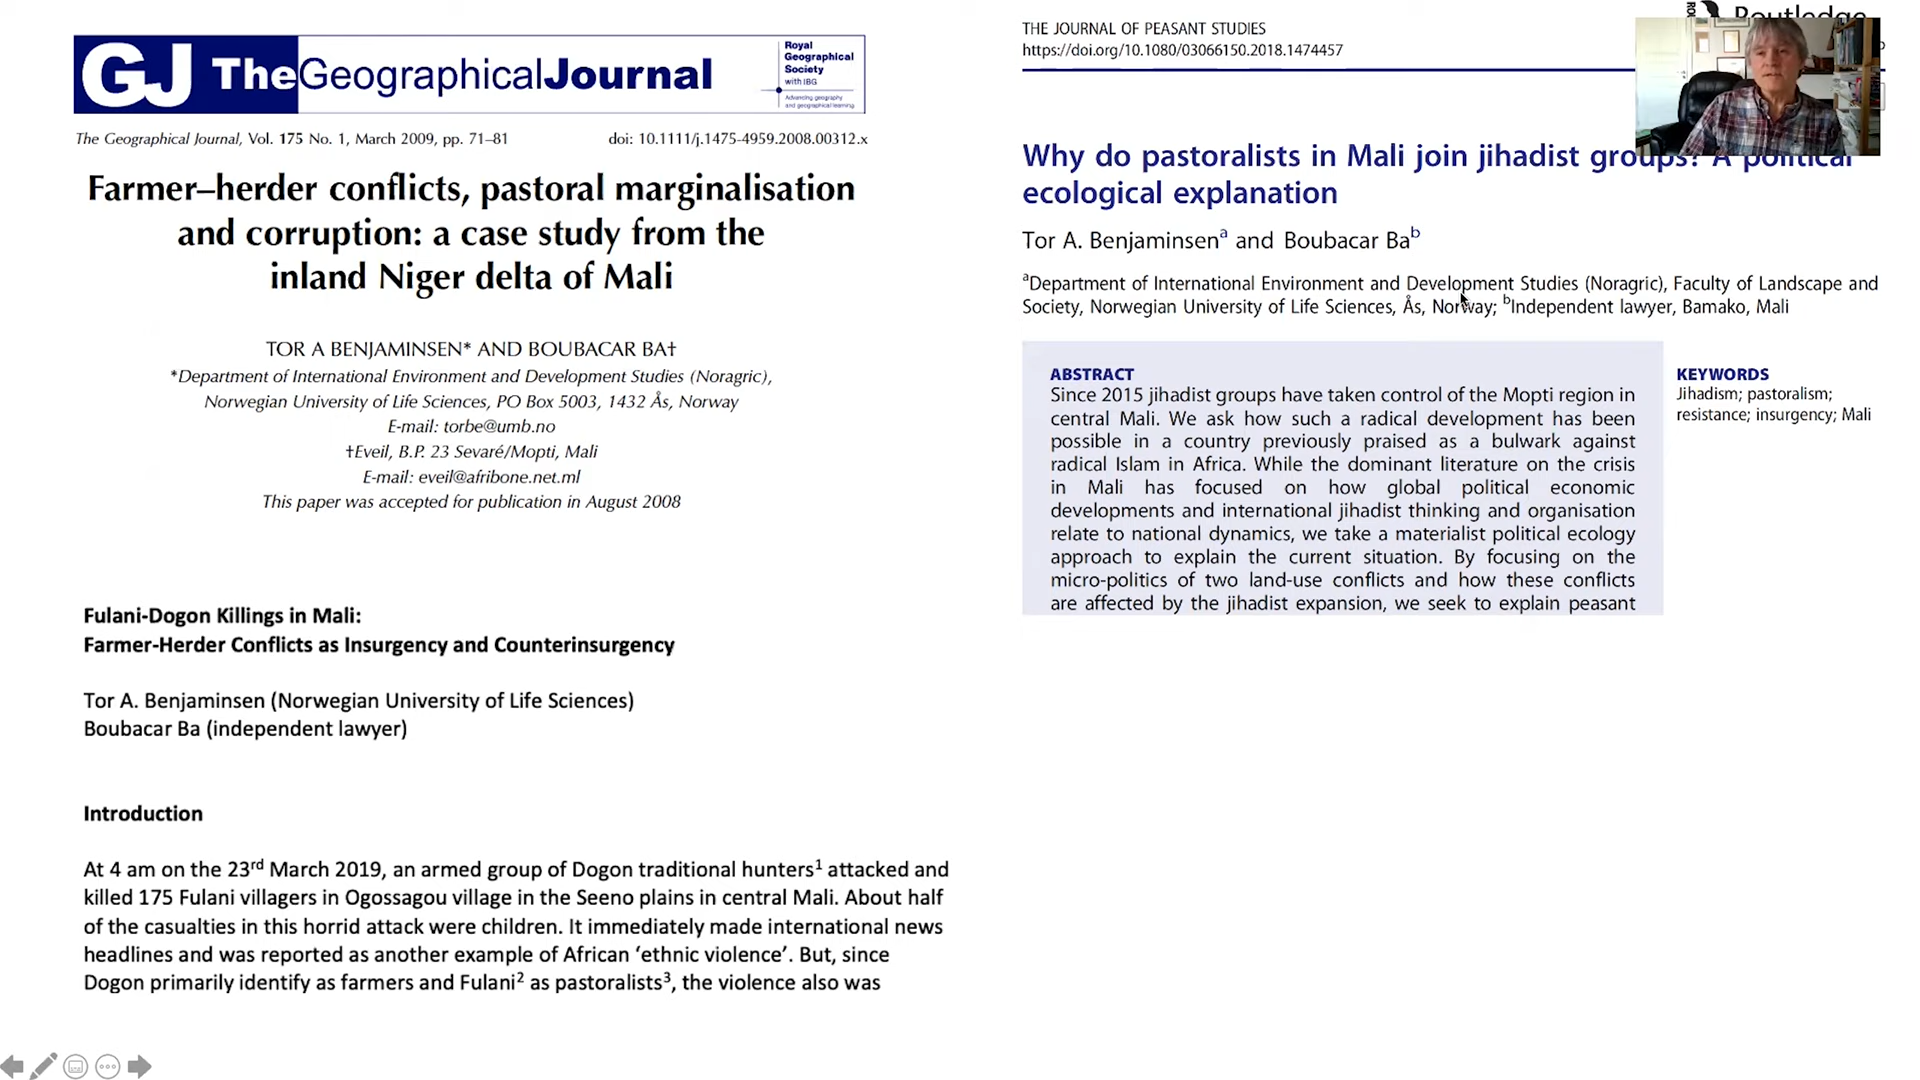 GJ TheGeographicalJournal
Royal
Geographical
Society
with IBG
Advancing geography
and geographical learning
The Geographical Journal, Vol. 175 No. 1, March 2009, pp. 71–81
doi: 10.1111/j.1475-4959.2008.00312.x
Farmer–herder conflicts, pastoral marginalisation
and corruption: a case study from the
inland Niger delta of Mali
TOR A BENJAMINSEN* AND BOUBACAR BA†
*Department of International Environment and Development Studies (Noragric),
Norwegian University of Life Sciences, PO Box 5003, 1432 Ås, Norway
E-mail: torbe@umb.no
†Eveil, B.P. 23 Sevaré/Mopti, Mali
E-mail: eveil@afribone.net.ml
This paper was accepted for publication in August 2008
Fulani-Dogon Killings in Mali:
Farmer-Herder Conflicts as Insurgency and Counterinsurgency
Tor A. Benjaminsen (Norwegian University of Life Sciences)
Boubacar Ba (independent lawyer)
Introduction
At 4 am on the 23rd March 2019, an armed group of Dogon traditional hunters1 attacked and
killed 175 Fulani villagers in Ogossagou village in the Seeno plains in central Mali. About half
of the casualties in this horrid attack were children. It immediately made international news
headlines and was reported as another example of African ‘ethnic violence’. But, since
Dogon primarily identify as farmers and Fulani2 as pastoralists3, the violence also was
THE JOURNAL OF PEASANT STUDIES
https://doi.org/10.1080/03066150.2018.1474457
Routledge
Why do pastoralists in Mali join jihadist groups? A political
ecological explanation
Tor A. Benjaminsena and Boubacar Bab
aDepartment of International Environment and Development Studies (Noragric), Faculty of Landscape and
Society, Norwegian University of Life Sciences, Ås, Norway; bIndependent lawyer, Bamako, Mali
ABSTRACT
Since 2015 jihadist groups have taken control of the Mopti region in
central Mali. We ask how such a radical development has been
possible in a country previously praised as a bulwark against
radical Islam in Africa. While the dominant literature on the crisis
in Mali has focused on how global political economic
developments and international jihadist thinking and organisation
relate to national dynamics, we take a materialist political ecology
approach to explain the current situation. By focusing on the
micro-politics of two land-use conflicts and how these conflicts
are affected by the jihadist expansion, we seek to explain peasant
KEYWORDS
Jihadism; pastoralism;
resistance; insurgency; Mali